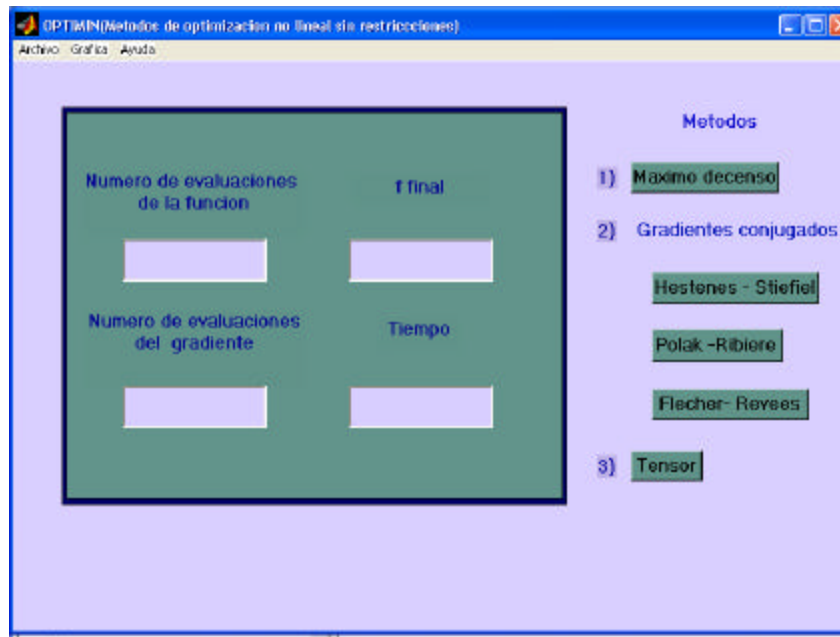 OPTIMIN(Metodos de optimizacion no lineal sin restricciones)
Archivo Grafica Ayuda
Numero de evaluaciones
de la funcion
f final
Numero de evaluaciones
del gradiente
Tiempo
Metodos
1) Maximo decenso
2) Gradientes conjugados
Hestenes - Stiefiel
Polak -Ribiere
Flecher- Revees
3) Tensor